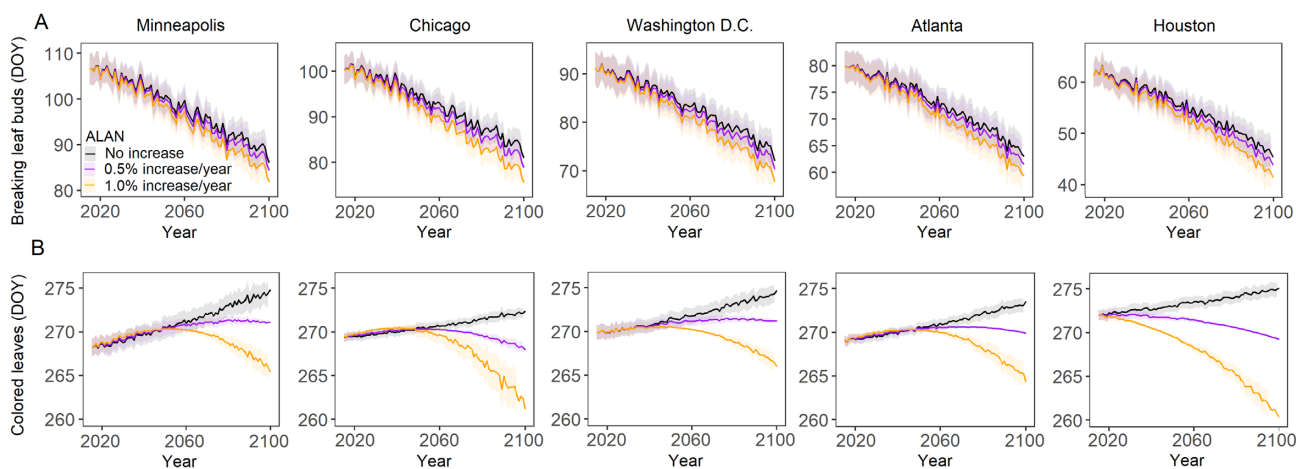 A
Minneapolis
Chicago
Washington D.C.
Atlanta
Houston
Breaking leaf buds (DOY)
110
100
90
80
ALAN
No increase
0.5% increase/year
1.0% increase/year
2020 2060 2100
Year
100
90
80
2020 2060 2100
Year
90
80
70
2020 2060 2100
Year
80
75
70
65
60
2020 2060 2100
Year
60
50
40
2020 2060 2100
Year
B
Colored leaves (DOY)
275
270
265
260
2020 2060 2100
Year
275
270
265
260
2020 2060 2100
Year
275
270
265
260
2020 2060 2100
Year
275
270
265
260
2020 2060 2100
Year
275
270
265
260
2020 2060 2100
Year